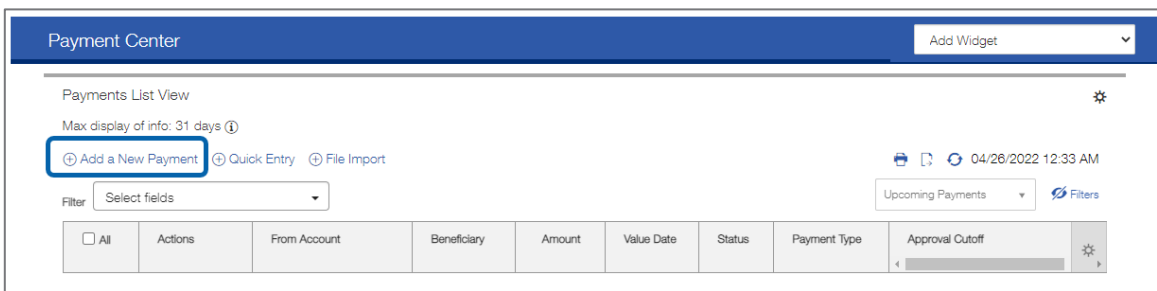 Payment Center
Add Widget
Payments List View
Max display of info: 31 days
Add a New Payment Quick Entry File Import
04/26/2022 12:33 AM
Filter Select fields
Upcoming Payments Filters
All Actions From Account Beneficiary Amount Value Date Status Payment Type Approval Cutoff